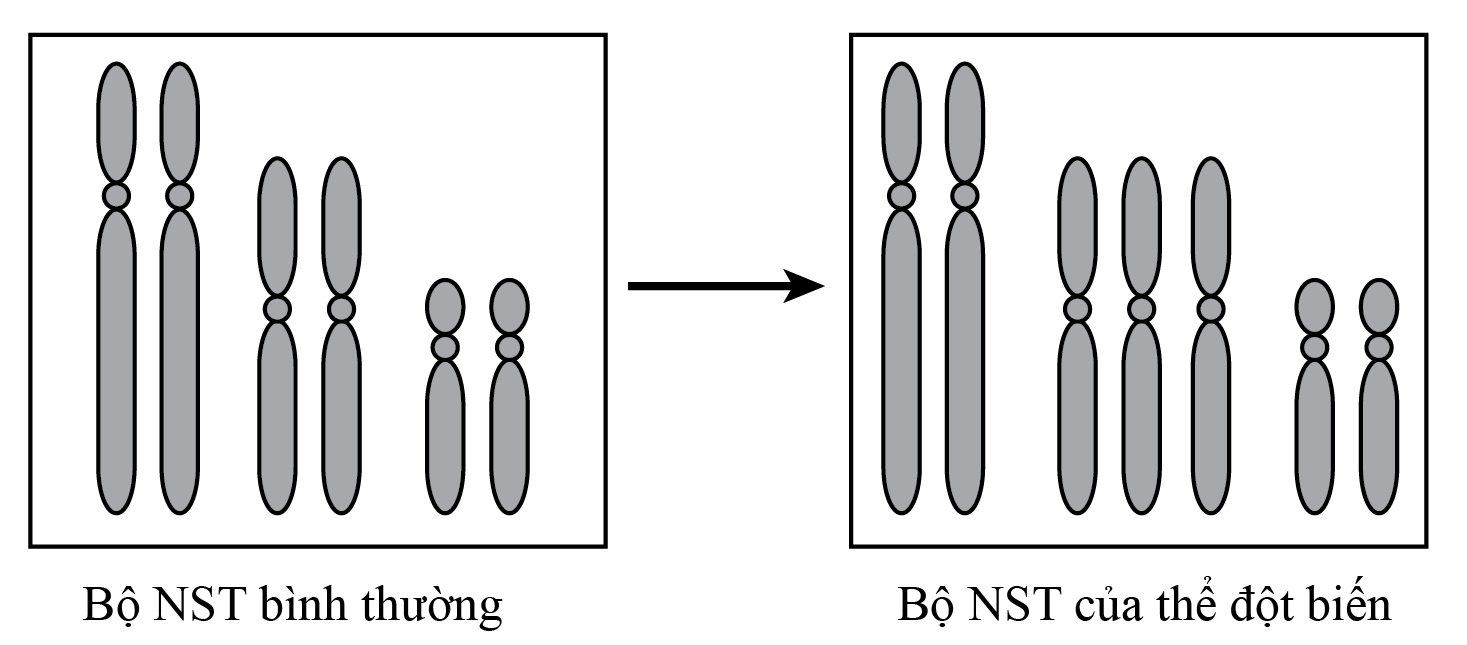 Bộ NST bình thường
Bộ NST của thể đột biến